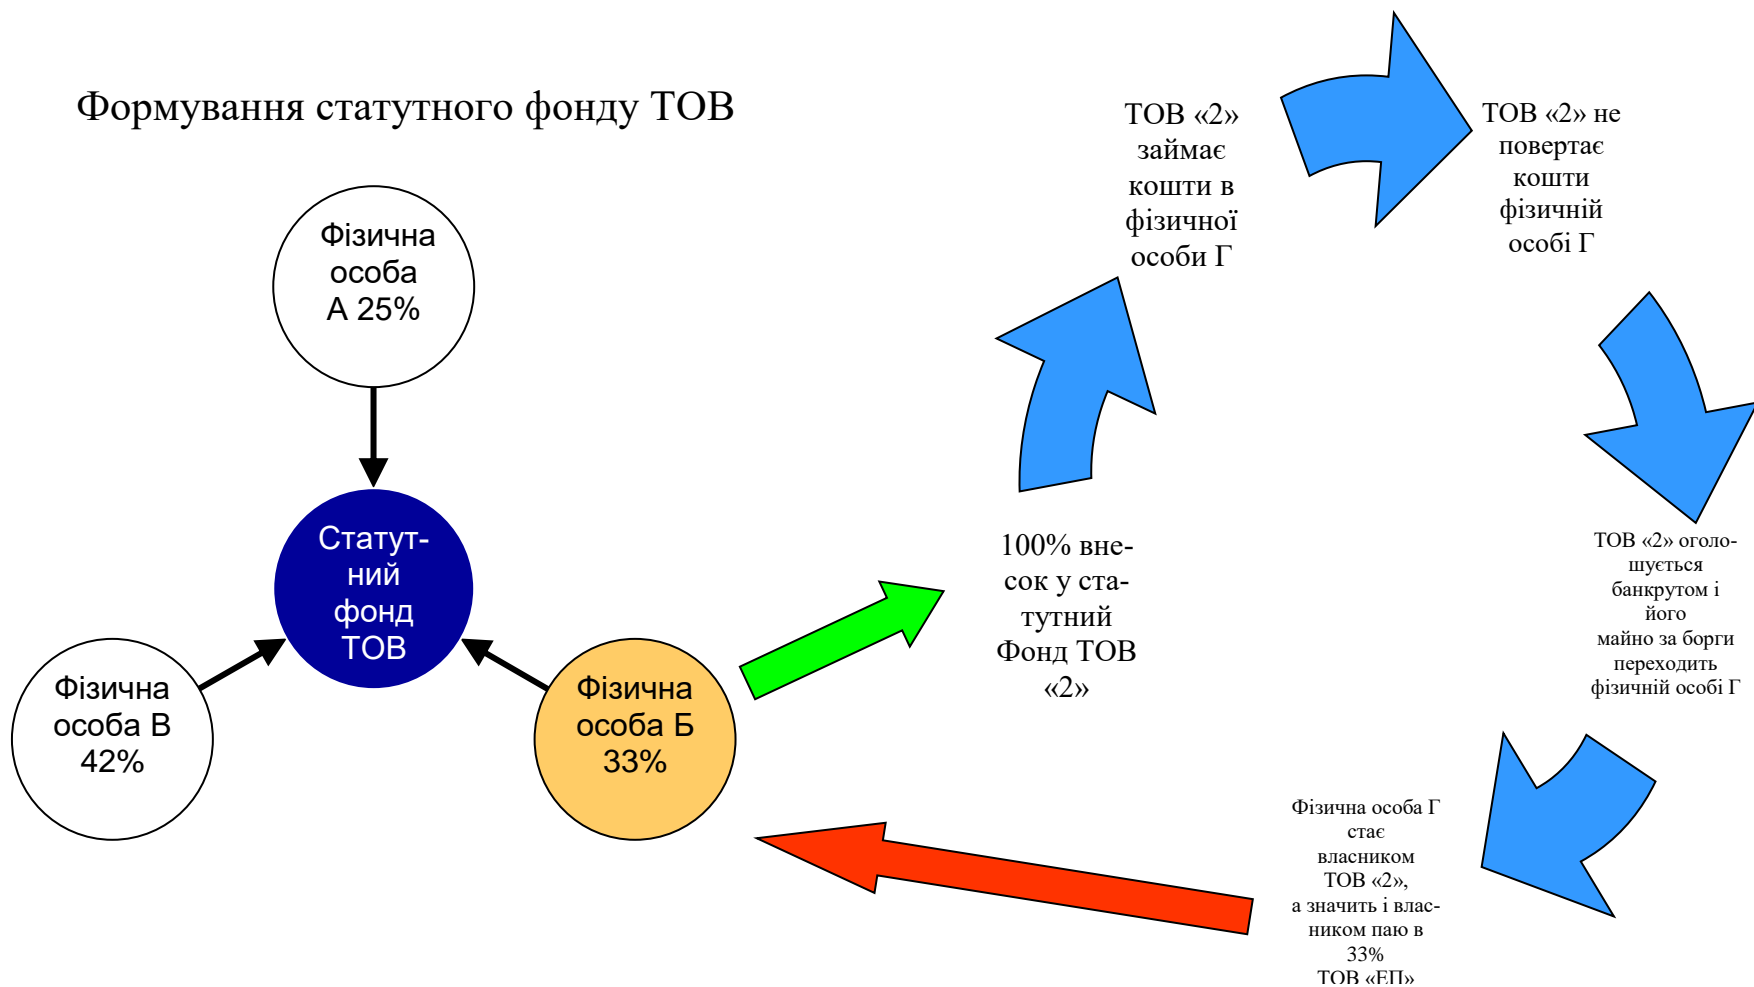 Формування статутного фонду ТОВ
Фізична
особа
А 25%
Статут-
ний
фонд
ТОВ
Фізична
особа В
42%
Фізична
особа Б
33%
100% вне-
сок у ста-
тутний
Фонд ТОВ
«2»
ТОВ «2»
займає
кошти в
фізичної
особи Г
ТОВ «2» не
повертає
кошти
фізичній
особі Г
ТОВ «2» оголо-
шується
банкрутом і
його
майно за борги
переходить
фізичній особі Г
Фізична особа Г
стає
власником
ТОВ «2»,
а значить і влас-
ником паю в
33%
ТОВ «ЕП»